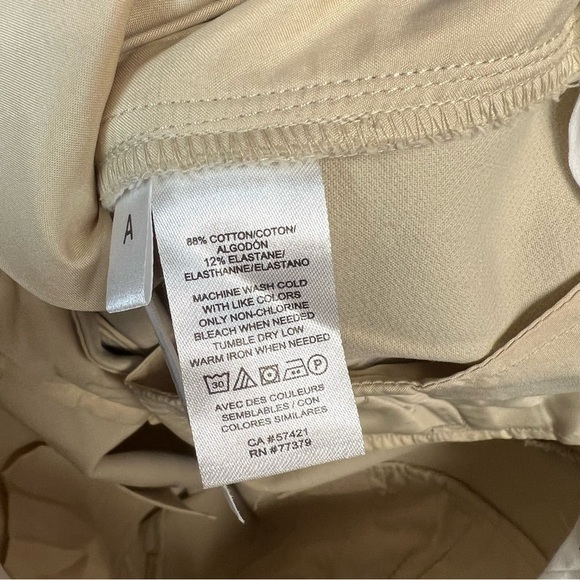 A
88% COTTON/COTON/
ALGODÓN
12% ELASTANE/
ELASTHANNE/ELASTANO
MACHINE WASH COLD
WITH LIKE COLORS
ONLY NON-CHLORINE
BLEACH WHEN NEEDED
TUMBLE DRY LOW
WARM IRON WHEN NEEDED
30 P
AVEC DES COULEURS
SEMBLABLES / CON
COLORES SIMILARES
CA #57421
RN #77379